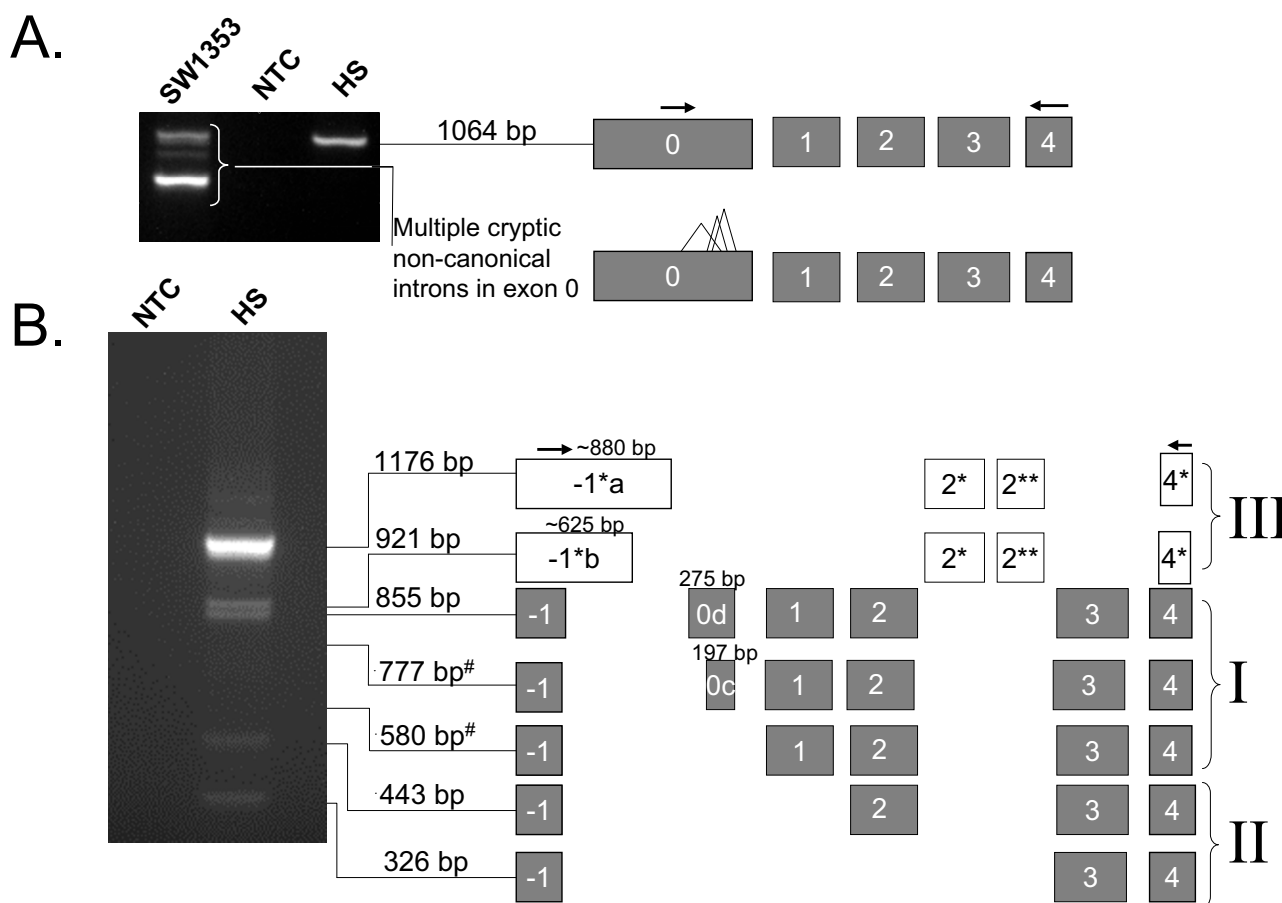 A.
SW1353 NTC HS
1064 bp
0 1 2 3 4
Multiple cryptic
non-canonical
introns in exon 0
0 1 2 3 4
B.
NTC HS
1176 bp ~880 bp
-1*a 2* 2** 4*
III
921 bp ~625 bp
-1*b 2* 2** 4*
855 bp 275 bp
-1 0d 1 2 3 4
I
777 bp# 197 bp
-1 0c 1 2 3 4
580 bp#
-1 1 2 3 4
443 bp
-1 2 3 4
II
326 bp
-1 3 4